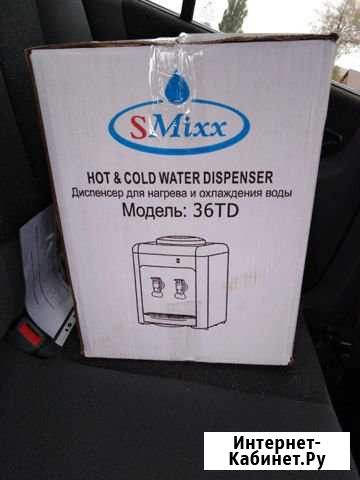 SMixx
HOT & COLD WATER DISPENSER
Диспенсер для нагрева и охлаждения воды
Модель: 36TD
Интернет-
Кабинет.Ру